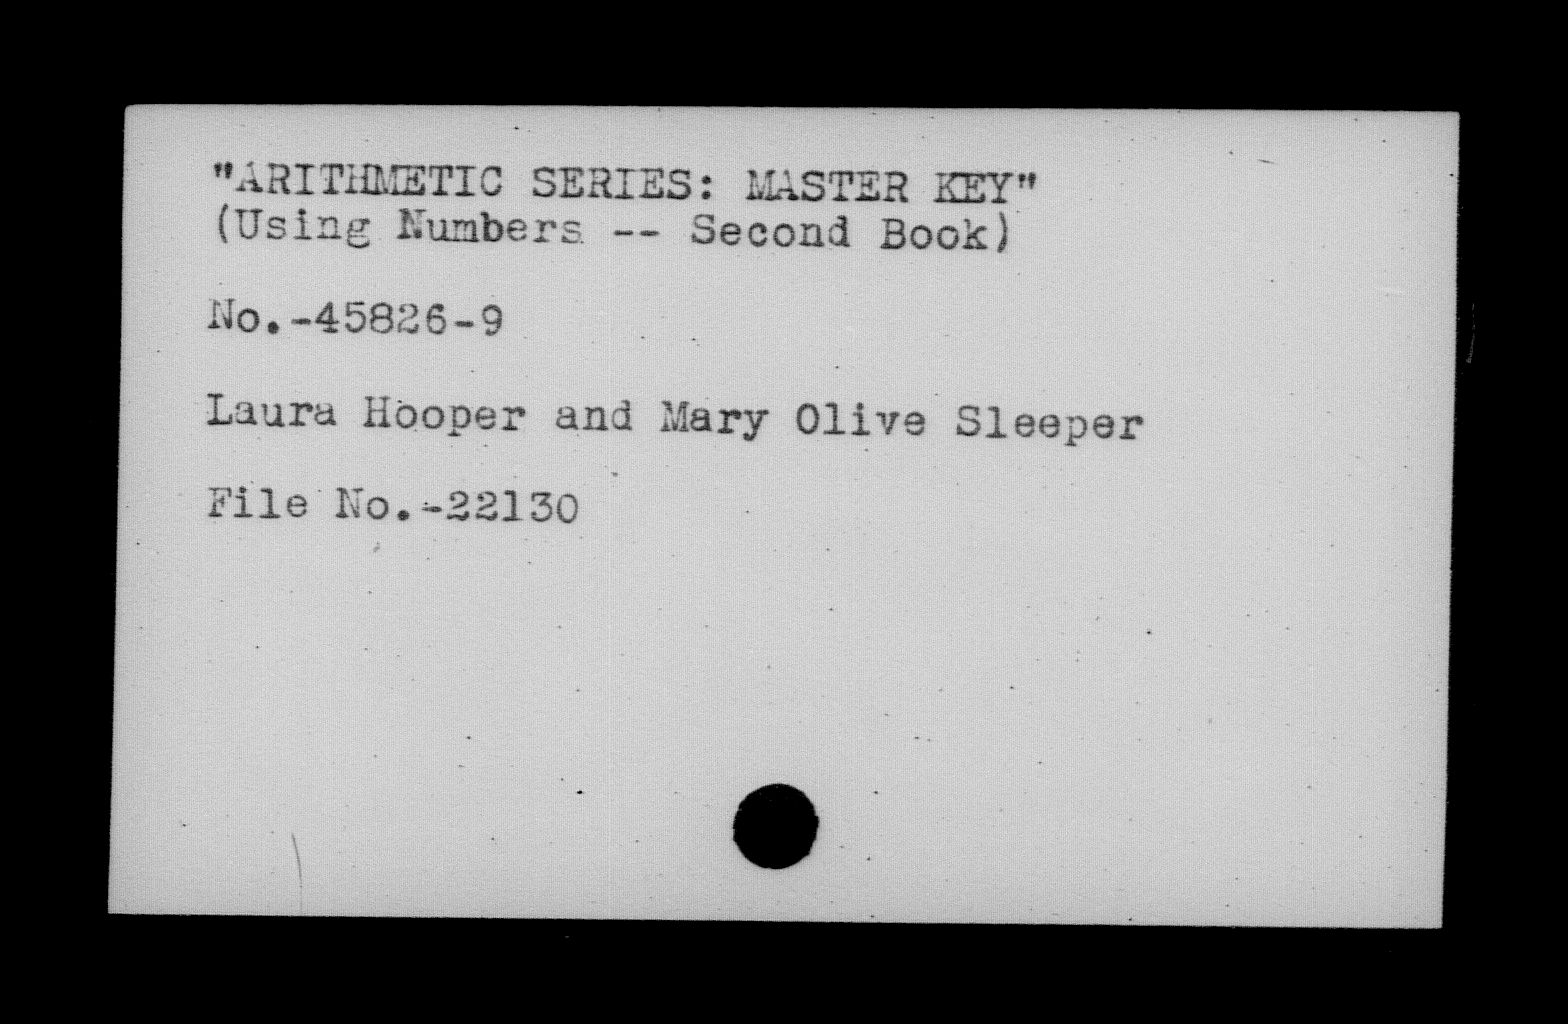 "ARITHMETIC SERIES: MASTER KEY"
(Using Numbers -- Second Book)
No.-45826-9
Laura Hooper and Mary Olive Sleeper
File No.-22130